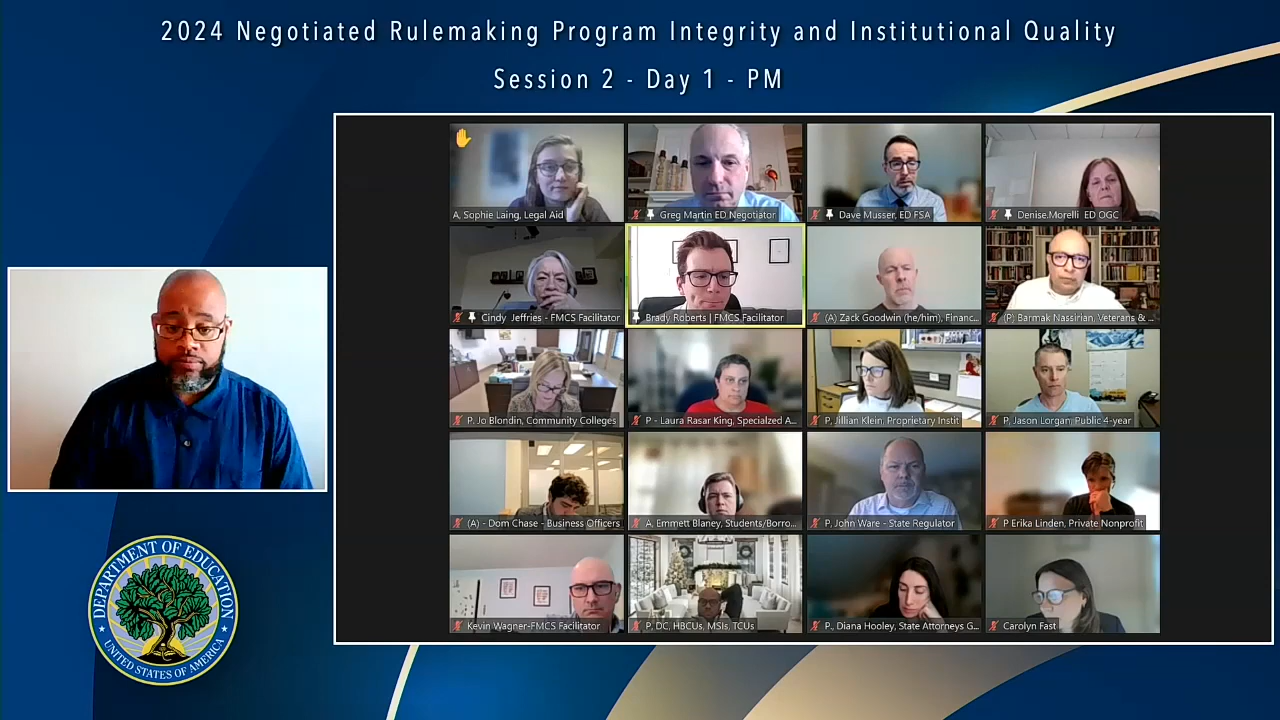 2024 Negotiated Rulemaking Program Integrity and Institutional Quality
Session 2 - Day 1 - PM
A, Sophie Laing, Legal Aid
Greg Martin ED Negotiator
Dave Musser, ED FSA
Denise.Morelli ED OGC
Cindy Jeffries - FMCS Facilitator
Brady Roberts | FMCS Facilitator
(A) Zack Goodwin (he/him), Financ...
(P) Barmak Nassirian, Veterans & ...
P, Jo Blondin, Community Colleges
P - Laura Rasar King, Specialzed A...
P, Jillian Klein, Proprietary Instit
P, Jason Lorgan, Public 4-year
(A) - Dom Chase - Business Officers
A, Emmett Blaney, Students/Borro...
P, John Ware - State Regulator
P Erika Linden, Private Nonprofit
Kevin Wagner-FMCS Facilitator
P, DC, HBCUs, MSIs, TCUs
P, Diana Hooley, State Attorneys G...
Carolyn Fast
DEPARTMENT OF EDUCATION
UNITED STATES OF AMERICA